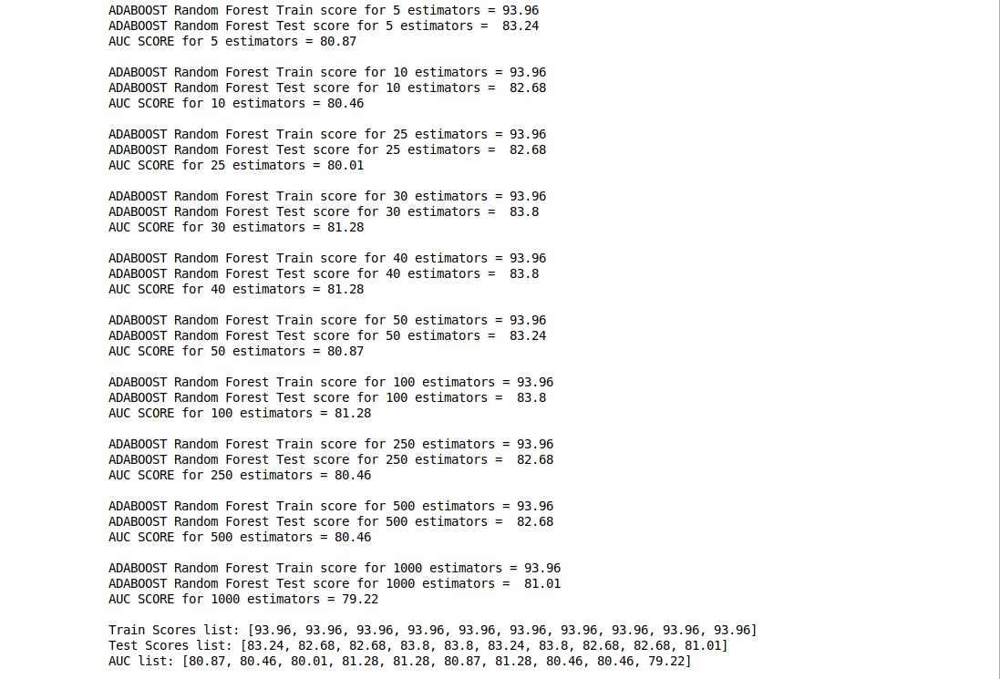 ADABOOST Random Forest Train score for 5 estimators = 93.96
ADABOOST Random Forest Test score for 5 estimators =  83.24
AUC SCORE for 5 estimators = 80.87
ADABOOST Random Forest Train score for 10 estimators = 93.96
ADABOOST Random Forest Test score for 10 estimators =  82.68
AUC SCORE for 10 estimators = 80.46
ADABOOST Random Forest Train score for 25 estimators = 93.96
ADABOOST Random Forest Test score for 25 estimators =  82.68
AUC SCORE for 25 estimators = 80.01
ADABOOST Random Forest Train score for 30 estimators = 93.96
ADABOOST Random Forest Test score for 30 estimators =  83.8
AUC SCORE for 30 estimators = 81.28
ADABOOST Random Forest Train score for 40 estimators = 93.96
ADABOOST Random Forest Test score for 40 estimators =  83.8
AUC SCORE for 40 estimators = 81.28
ADABOOST Random Forest Train score for 50 estimators = 93.96
ADABOOST Random Forest Test score for 50 estimators =  83.24
AUC SCORE for 50 estimators = 80.87
ADABOOST Random Forest Train score for 100 estimators = 93.96
ADABOOST Random Forest Test score for 100 estimators =  83.8
AUC SCORE for 100 estimators = 81.28
ADABOOST Random Forest Train score for 250 estimators = 93.96
ADABOOST Random Forest Test score for 250 estimators =  82.68
AUC SCORE for 250 estimators = 80.46
ADABOOST Random Forest Train score for 500 estimators = 93.96
ADABOOST Random Forest Test score for 500 estimators =  82.68
AUC SCORE for 500 estimators = 80.46
ADABOOST Random Forest Train score for 1000 estimators = 93.96
ADABOOST Random Forest Test score for 1000 estimators =  81.01
AUC SCORE for 1000 estimators = 79.22
Train Scores list: [93.96, 93.96, 93.96, 93.96, 93.96, 93.96, 93.96, 93.96, 93.96, 93.96]
Test Scores list: [83.24, 82.68, 82.68, 83.8, 83.8, 83.24, 83.8, 82.68, 82.68, 81.01]
AUC list: [80.87, 80.46, 80.01, 81.28, 81.28, 80.87, 81.28, 80.46, 80.46, 79.22]